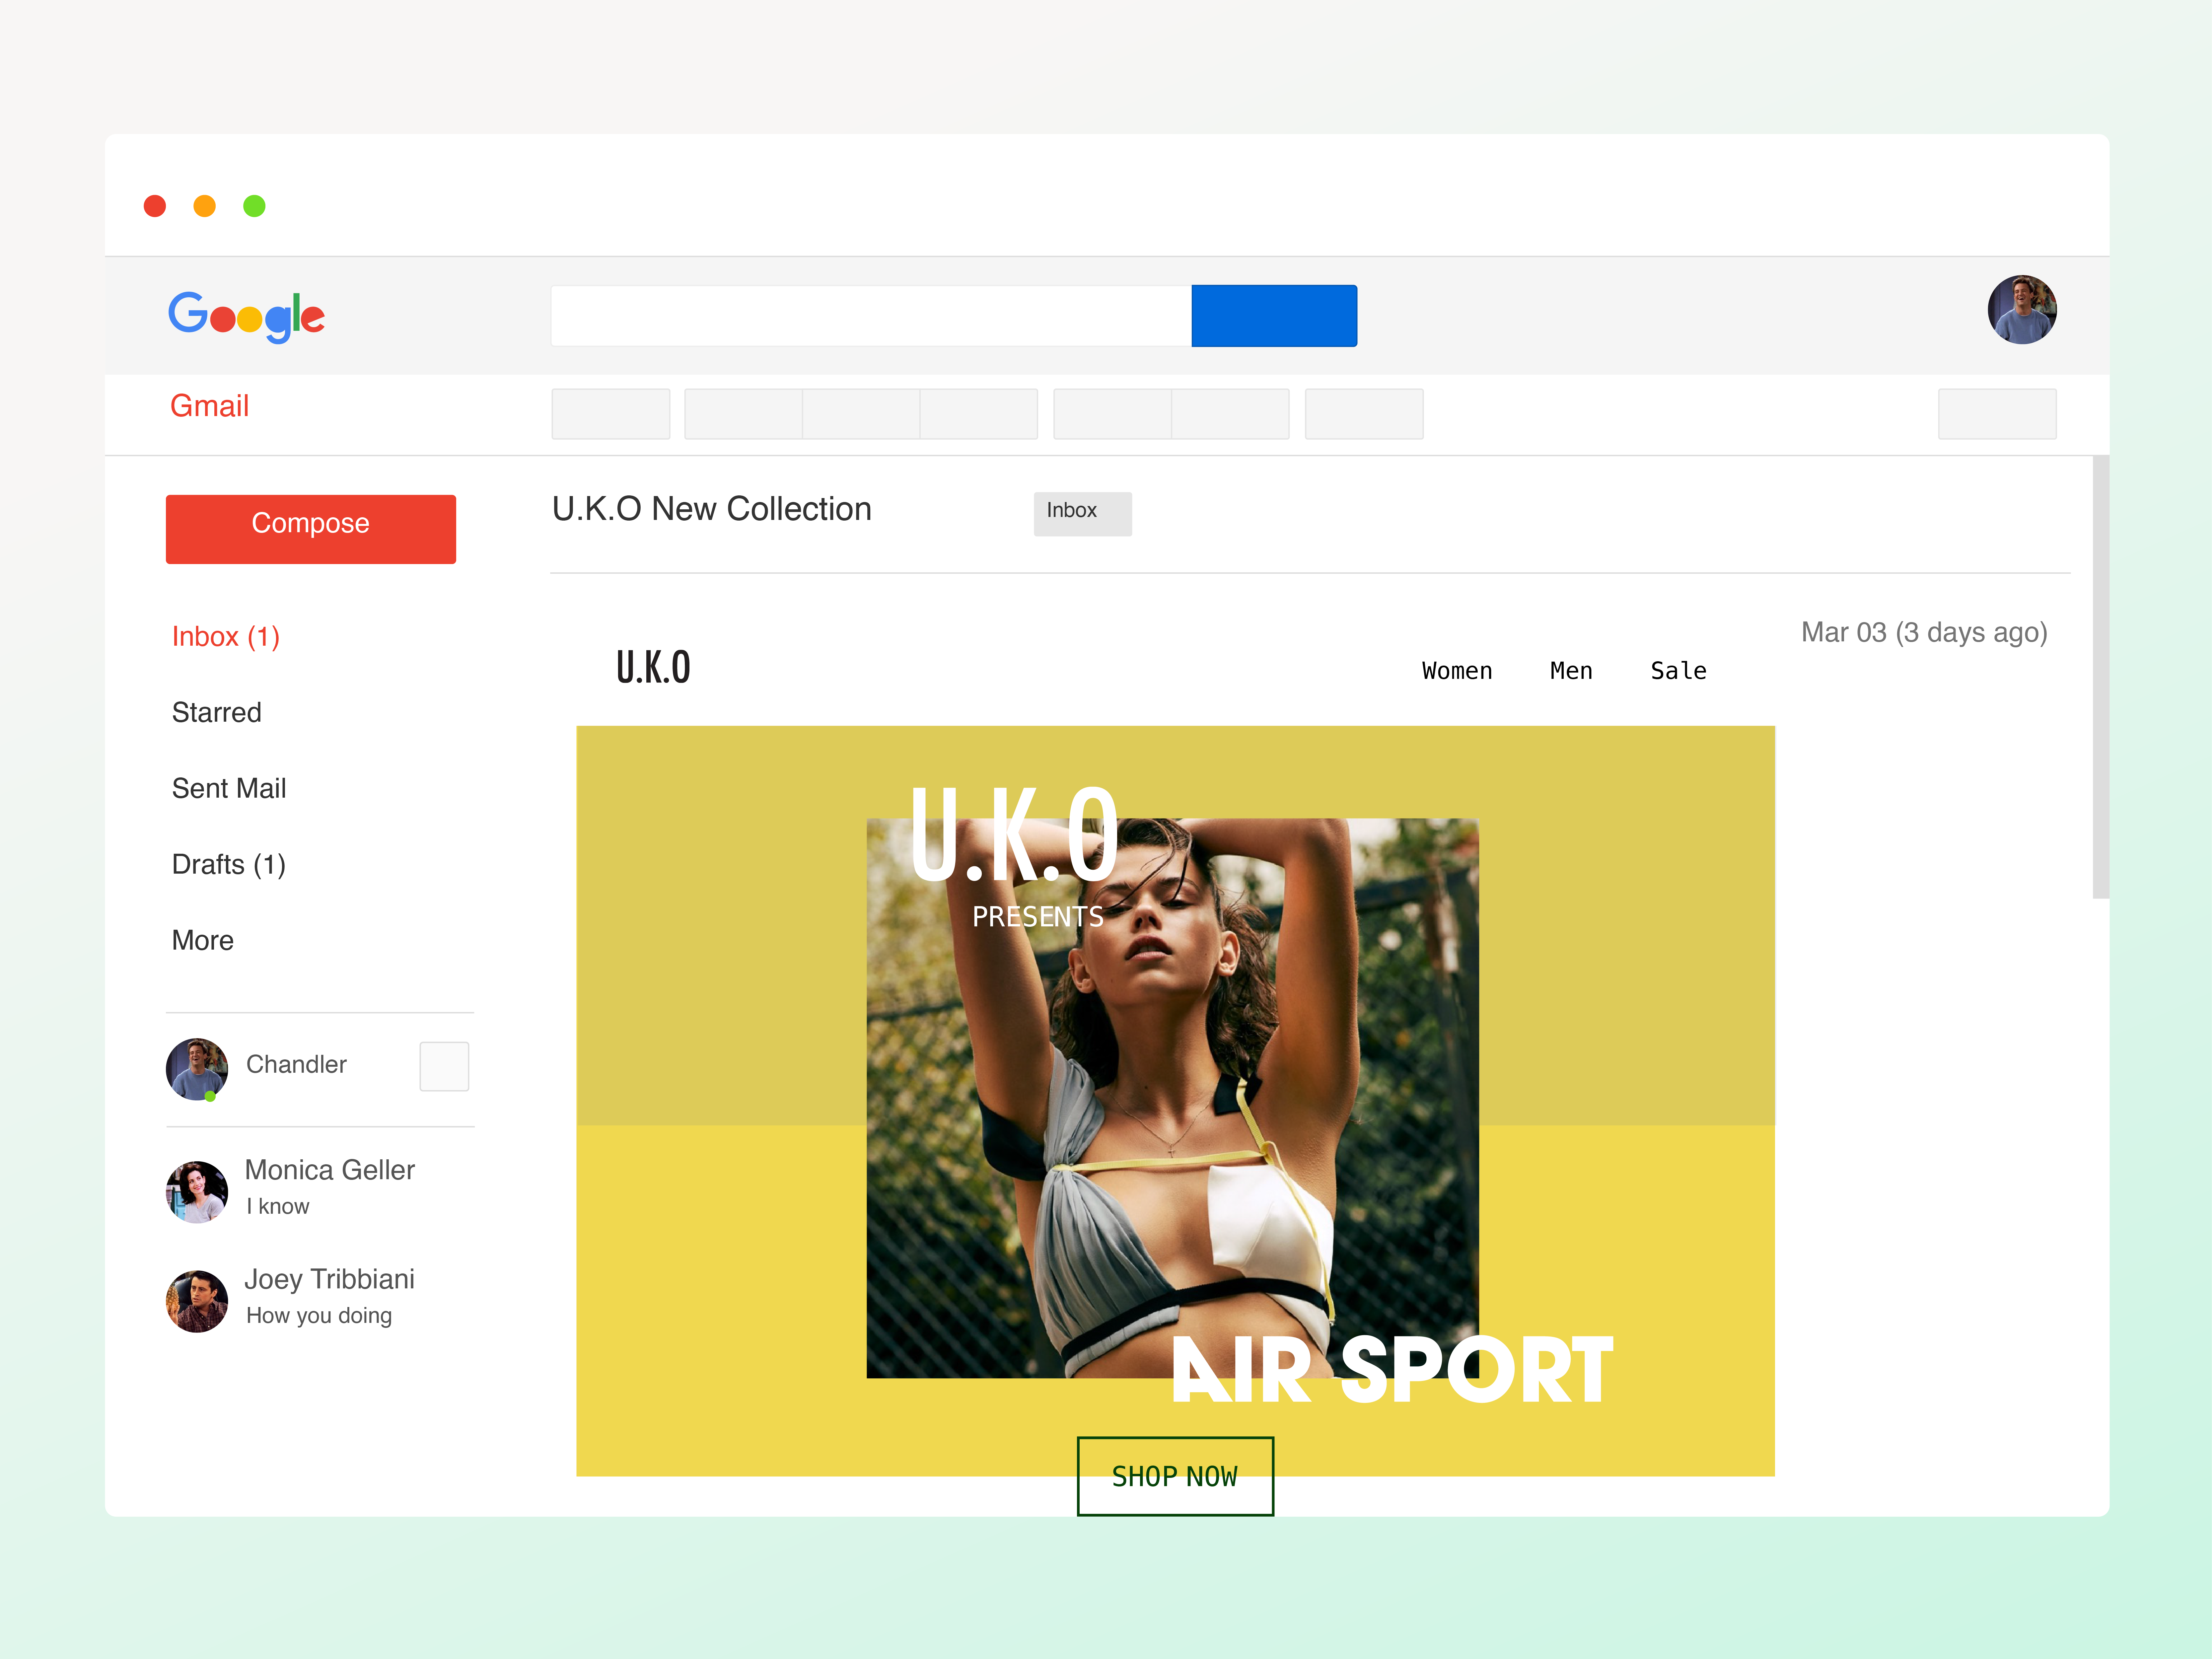 Google
Gmail
Compose
U.K.O New Collection
Inbox
Inbox (1)
Starred
Sent Mail
Drafts (1)
More
Chandler
Monica Geller
I know
Joey Tribbiani
How you doing
Mar 03 (3 days ago)
U.K.O
Women Men Sale
U.K.O
PRESENTS
AIR SPORT
SHOP NOW